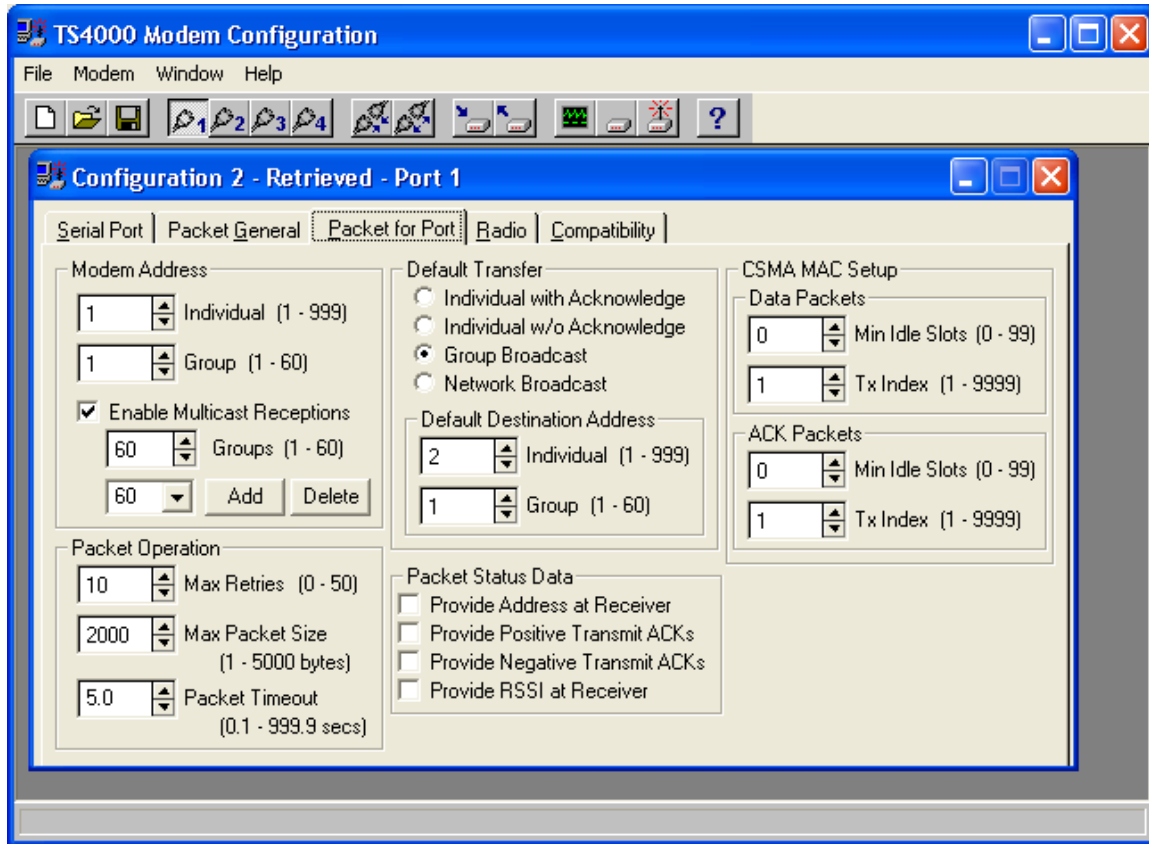 TS4000 Modem Configuration
File Modem Window Help
1 2 3 4 ?
Configuration 2 - Retrieved - Port 1
Serial Port Packet General Packet for Port Radio Compatibility
Modem Address
1 Individual (1 - 999)
1 Group (1 - 60)
Enable Multicast Receptions
60 Groups (1 - 60)
60 Add Delete
Packet Operation
10 Max Retries (0 - 50)
2000 Max Packet Size
(1 - 5000 bytes)
5.0 Packet Timeout
(0.1 - 999.9 secs)
Default Transfer
Individual with Acknowledge
Individual w/o Acknowledge
Group Broadcast
Network Broadcast
Default Destination Address
2 Individual (1 - 999)
1 Group (1 - 60)
Packet Status Data
Provide Address at Receiver
Provide Positive Transmit ACKs
Provide Negative Transmit ACKs
Provide RSSI at Receiver
CSMA MAC Setup
Data Packets
0 Min Idle Slots (0 - 99)
1 Tx Index (1 - 9999)
ACK Packets
0 Min Idle Slots (0 - 99)
1 Tx Index (1 - 9999)